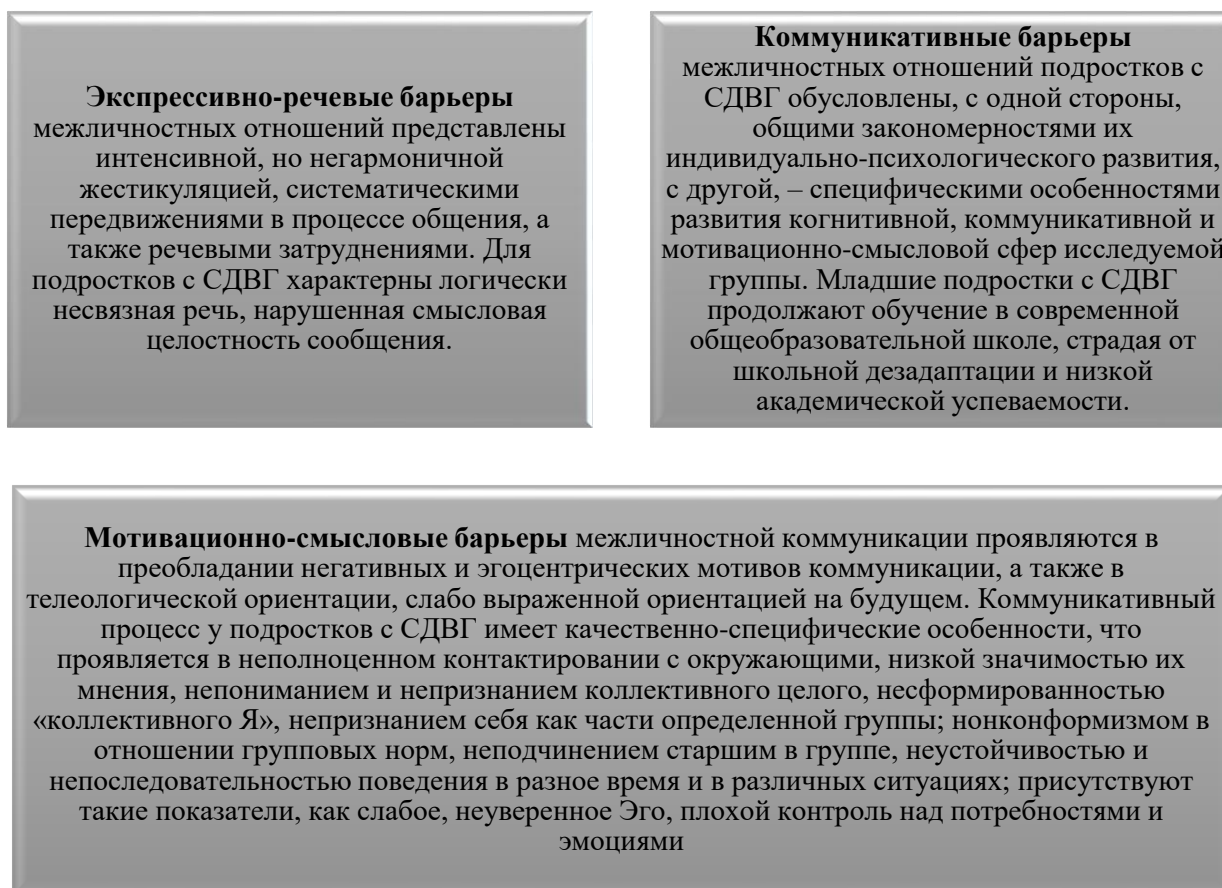 Экспрессивно-речевые барьеры
межличностных отношений представлены
интенсивной, но негармоничной
жестикуляцией, систематическими
передвижениями в процессе общения, а
также речевыми затруднениями. Для
подростков с СДВГ характерны логически
несвязная речь, нарушенная смысловая
целостность сообщения.
Коммуникативные барьеры
межличностных отношений подростков с
СДВГ обусловлены, с одной стороны,
общими закономерностями их
индивидуально-психологического развития,
с другой, – специфическими особенностями
развития когнитивной, коммуникативной и
мотивационно-смысловой сфер исследуемой
группы. Младшие подростки с СДВГ
продолжают обучение в современной
общеобразовательной школе, страдая от
школьной дезадаптации и низкой
академической успеваемости.
Мотивационно-смысловые барьеры межличностной коммуникации проявляются в
преобладании негативных и эгоцентрических мотивов коммуникации, а также в
телеологической ориентации, слабо выраженной ориентацией на будущем. Коммуникативный
процесс у подростков с СДВГ имеет качественно-специфические особенности, что
проявляется в неполноценном контактировании с окружающими, низкой значимостью их
мнения, непониманием и непризнанием коллективного целого, несформированностью
«коллективного Я», непризнанием себя как части определенной группы; нонконформизмом в
отношении групповых норм, неподчинением старшим в группе, неустойчивостью и
непоследовательностью поведения в разное время и в различных ситуациях; присутствуют
такие показатели, как слабое, неуверенное Эго, плохой контроль над потребностями и
эмоциями